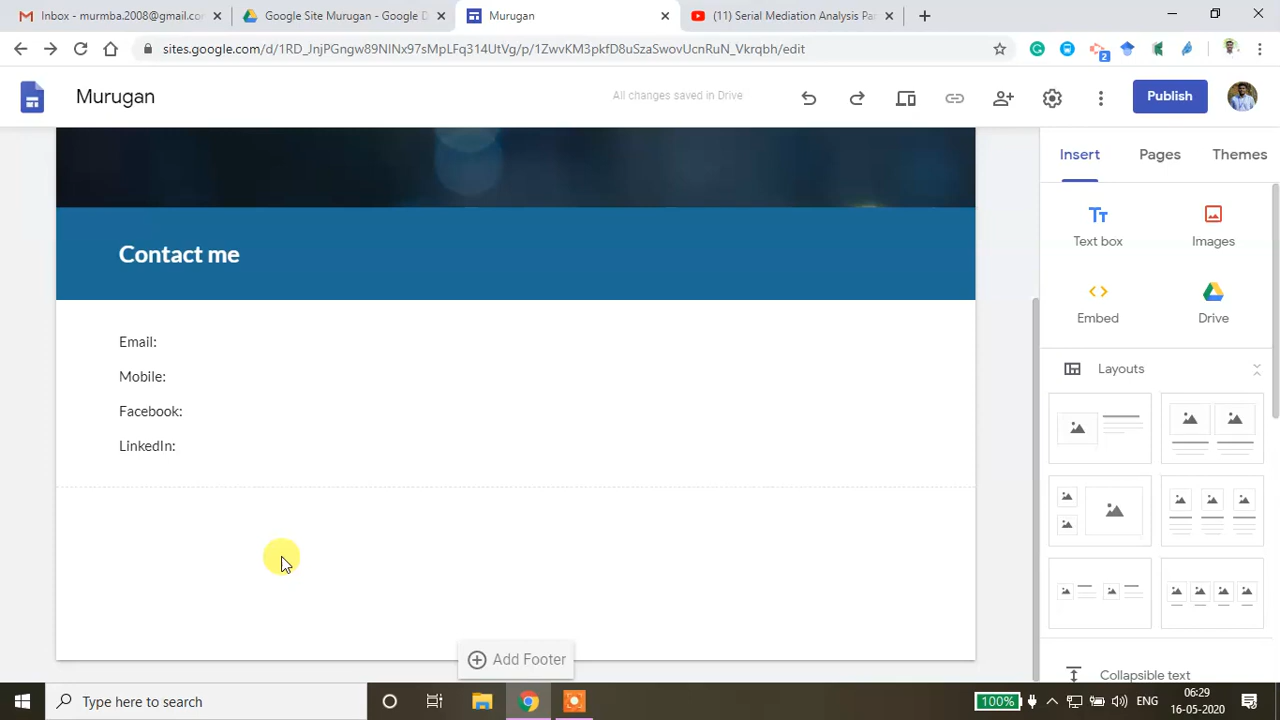 Inbox - murmba.2008@gmail.co
Google Site Murugan - Google D
Murugan
(11) Serial Mediation Analysis Pa
sites.google.com/d/1RD_JnjPGngw89NINx97sMpLFq314UtVg/p/1ZwvKM3pkfD8uSzaSwovUcnRuN_Vkrqbh/edit
2
Murugan
All changes saved in Drive
Publish
Insert
Pages
Themes
Text box
Images
Embed
Drive
Layouts
Contact me
Email:
Mobile:
Facebook:
LinkedIn:
Add Footer
Collapsible text
Type here to search
100%
ENG
06:29
16-05-2020